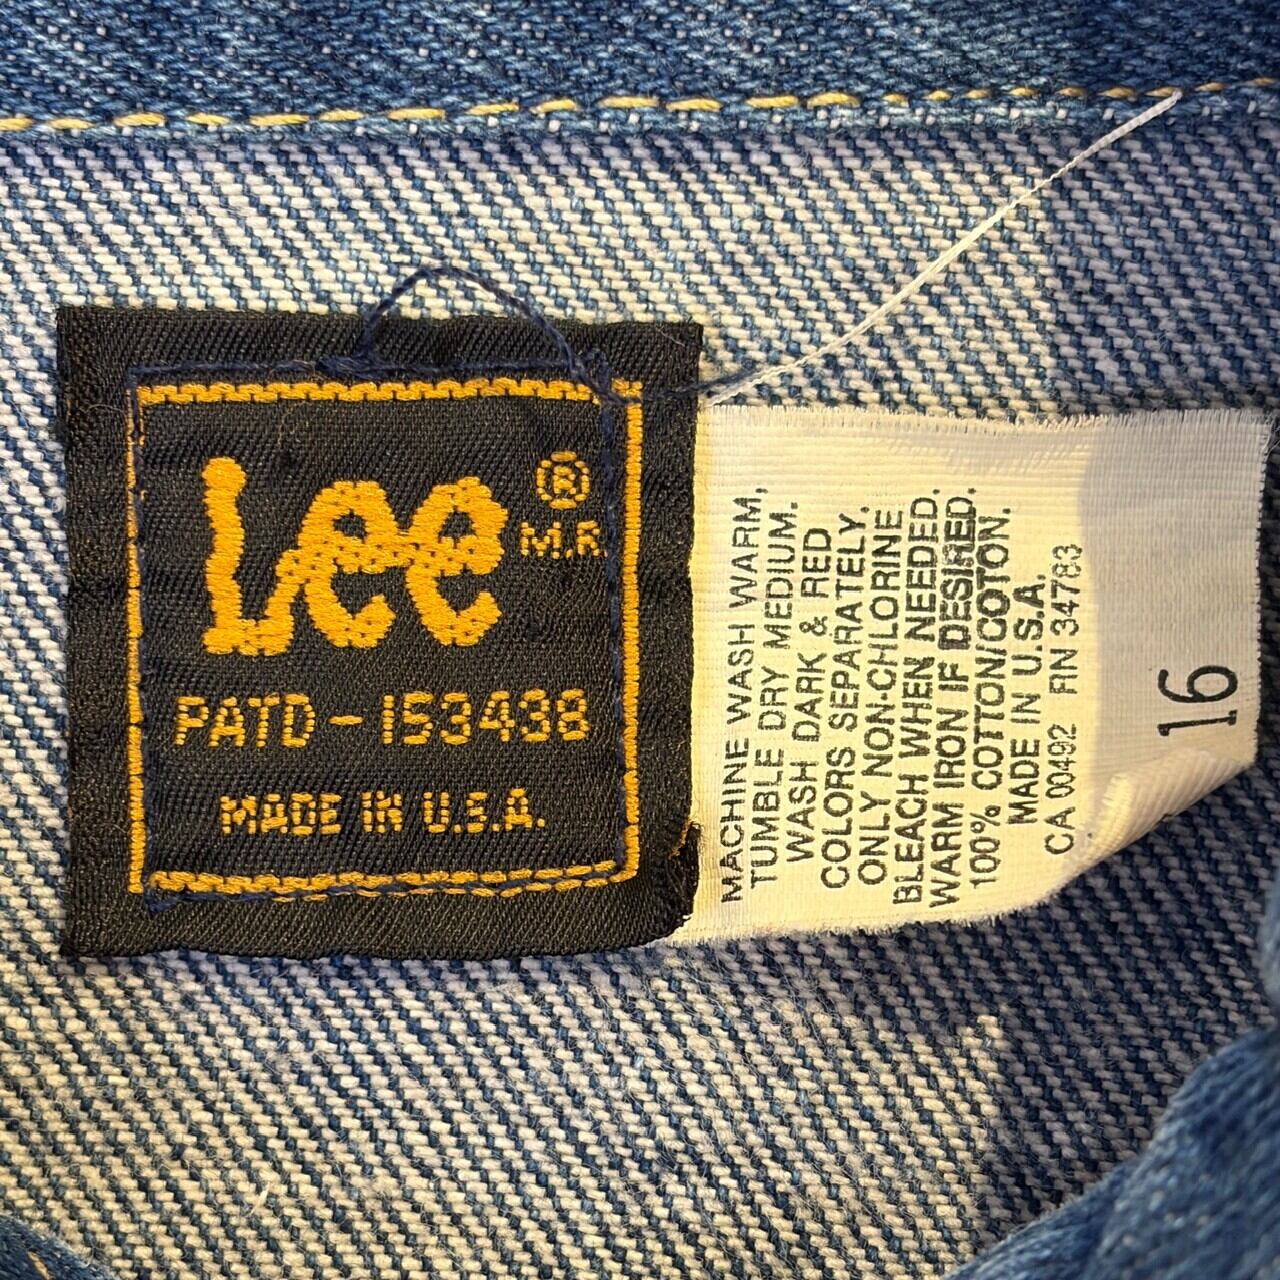 Lee ®
M.R.
PATD-153438
MADE IN U.S.A.
MACHINE WASH WARM,
TUMBLE DRY MEDIUM.
WASH DARK & RED
COLORS SEPARATELY.
ONLY NON-CHLORINE
BLEACH WHEN NEEDED.
WARM IRON IF DESIRED.
100% COTTON/COTON.
MADE IN U.S.A.
CA 00492 RN 34783
16